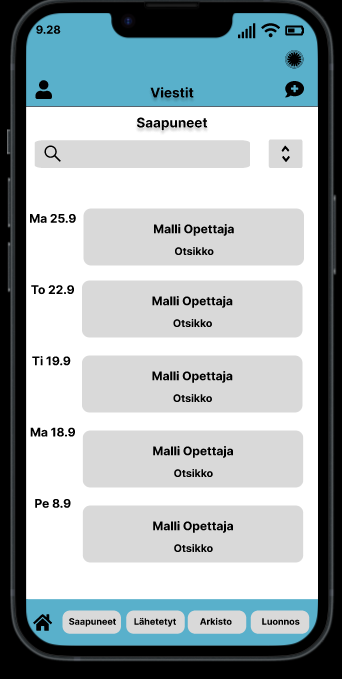 9.28
Viestit
Saapuneet
Ma 25.9
Malli Opettaja
Otsikko
To 22.9
Malli Opettaja
Otsikko
Ti 19.9
Malli Opettaja
Otsikko
Ma 18.9
Malli Opettaja
Otsikko
Pe 8.9
Malli Opettaja
Otsikko
Saapuneet Lähetetyt Arkisto Luonnos